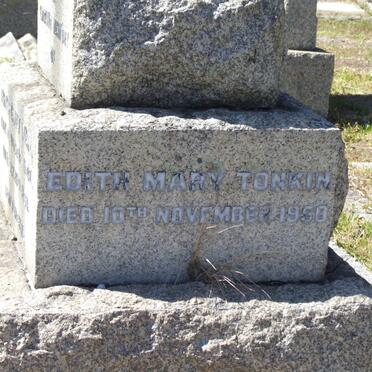 EDITH MARY TONKIN
DIED 10TH NOVEMBER 1950